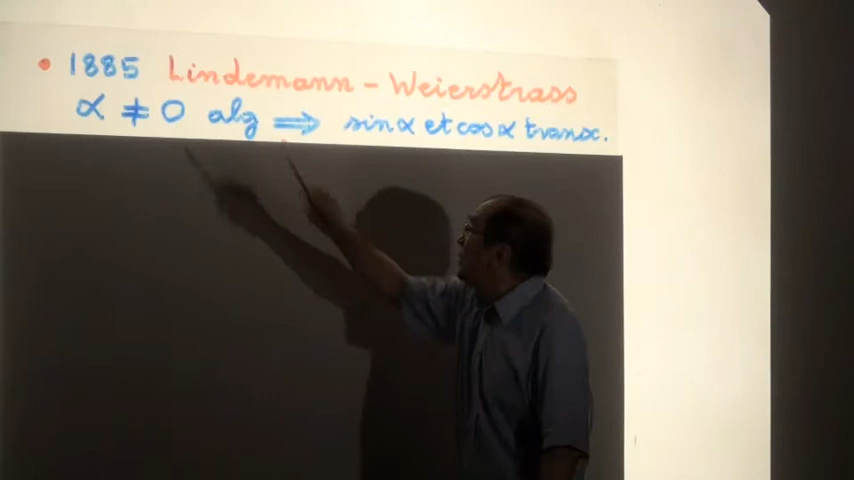 • 1885 Lindemann - Weierstrass
α ≠ 0 alg ⟹ sin α et cos α transc.